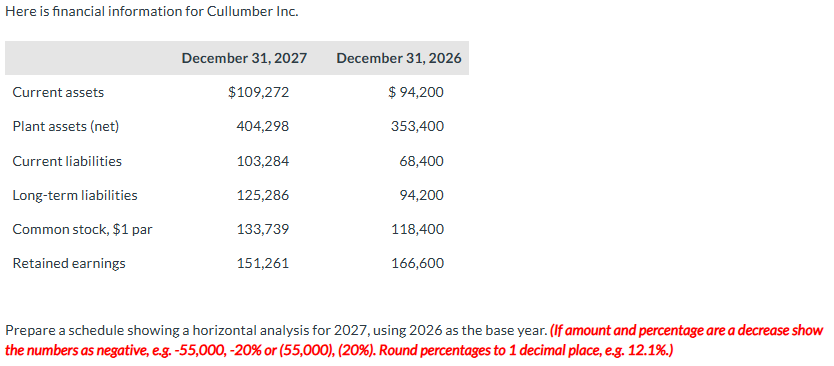 Here is financial information for Cullumber Inc.
December 31, 2027 December 31, 2026
Current assets $109,272 $ 94,200
Plant assets (net) 404,298 353,400
Current liabilities 103,284 68,400
Long-term liabilities 125,286 94,200
Common stock, $1 par 133,739 118,400
Retained earnings 151,261 166,600
Prepare a schedule showing a horizontal analysis for 2027, using 2026 as the base year. (If amount and percentage are a decrease show
the numbers as negative, e.g. -55,000, -20% or (55,000), (20%). Round percentages to 1 decimal place, e.g. 12.1%.)